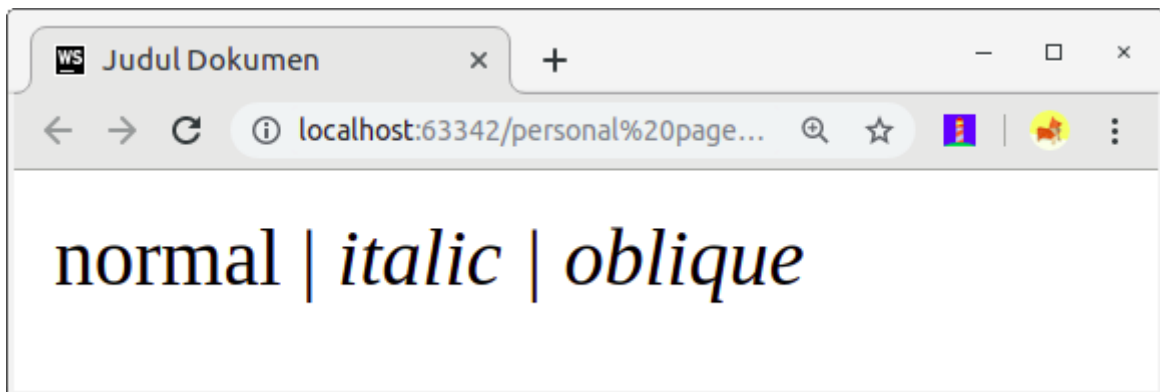 WS Judul Dokumen
localhost:63342/personal%20page...
normal | italic | oblique